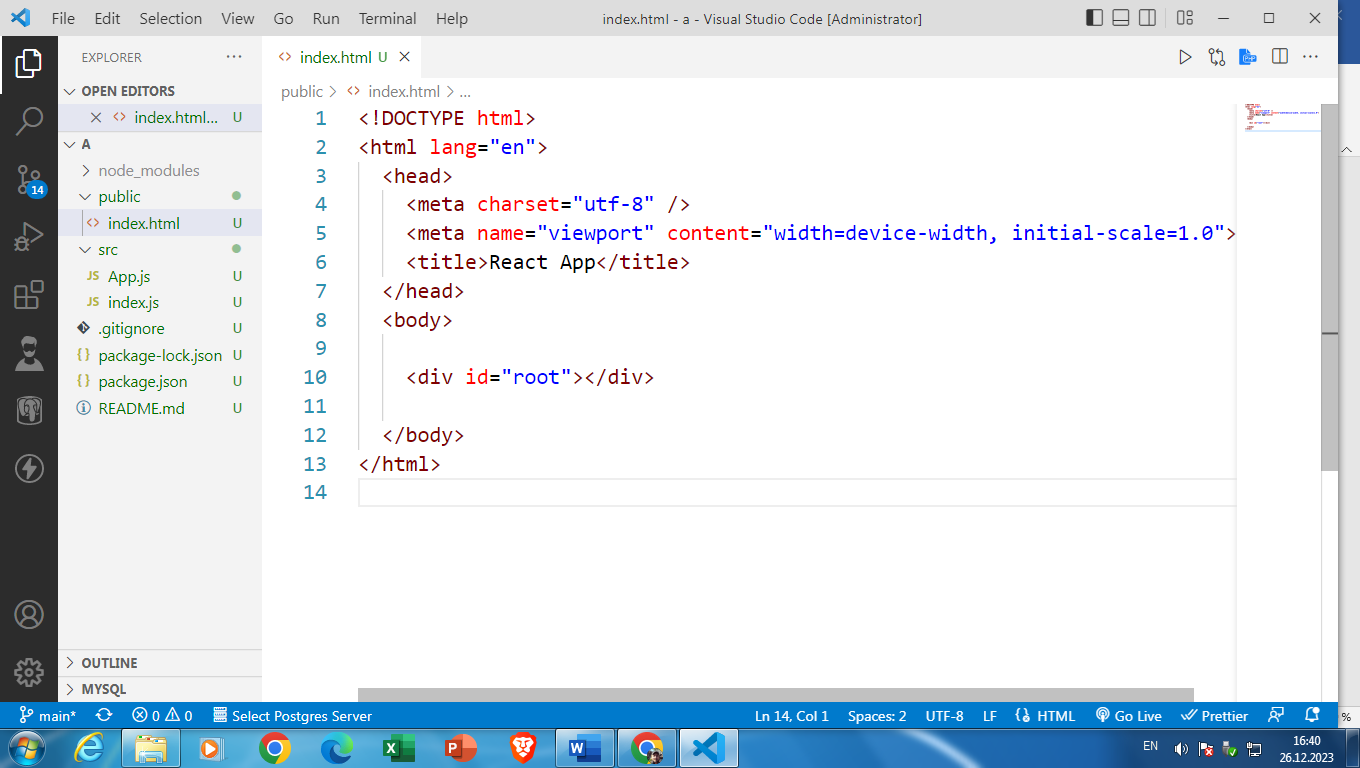 File Edit Selection View Go Run Terminal Help
index.html - a - Visual Studio Code [Administrator]
EXPLORER
OPEN EDITORS
index.html... U
A
node_modules
public
index.html U
src
JS App.js U
JS index.js U
.gitignore U
{} package-lock.json U
{} package.json U
README.md U
OUTLINE
MYSQL
index.html U
public > <> index.html > ...
1 <!DOCTYPE html>
2 <html lang="en">
3 <head>
4 <meta charset="utf-8" />
5 <meta name="viewport" content="width=device-width, initial-scale=1.0">
6 <title>React App</title>
7 </head>
8 <body>
9
10 <div id="root"></div>
11
12 </body>
13 </html>
14
14
main* 0 0 Select Postgres Server
Ln 14, Col 1 Spaces: 2 UTF-8 LF {} HTML Go Live Prettier
%
EN
16:40
26.12.2023